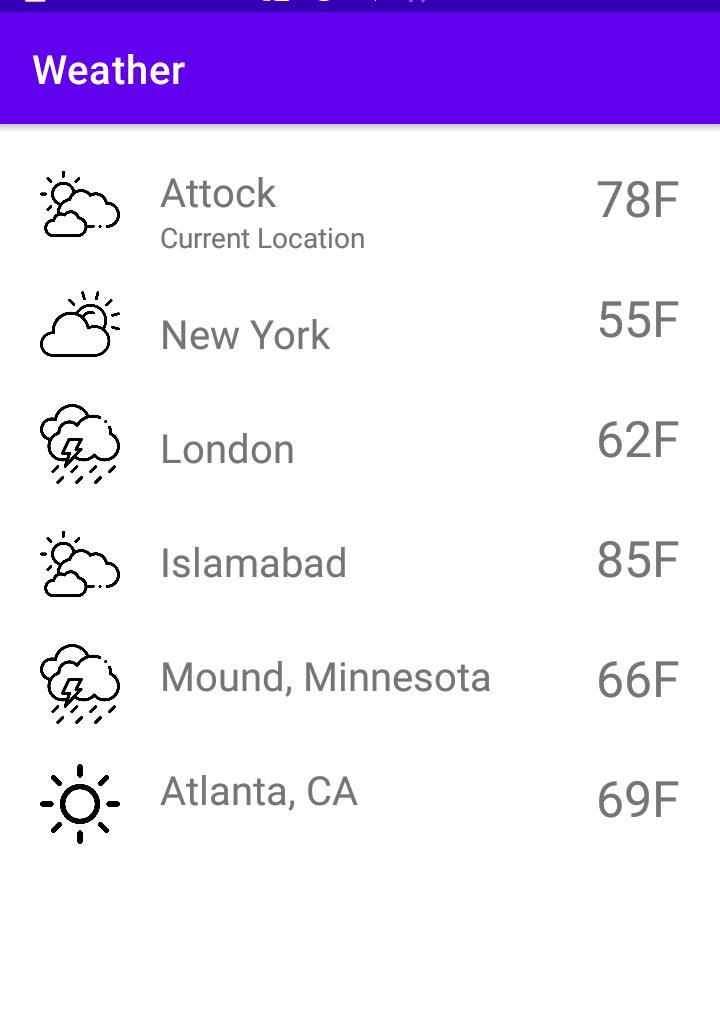 Weather
Attock 78F
Current Location
New York 55F
London 62F
Islamabad 85F
Mound, Minnesota 66F
Atlanta, CA 69F